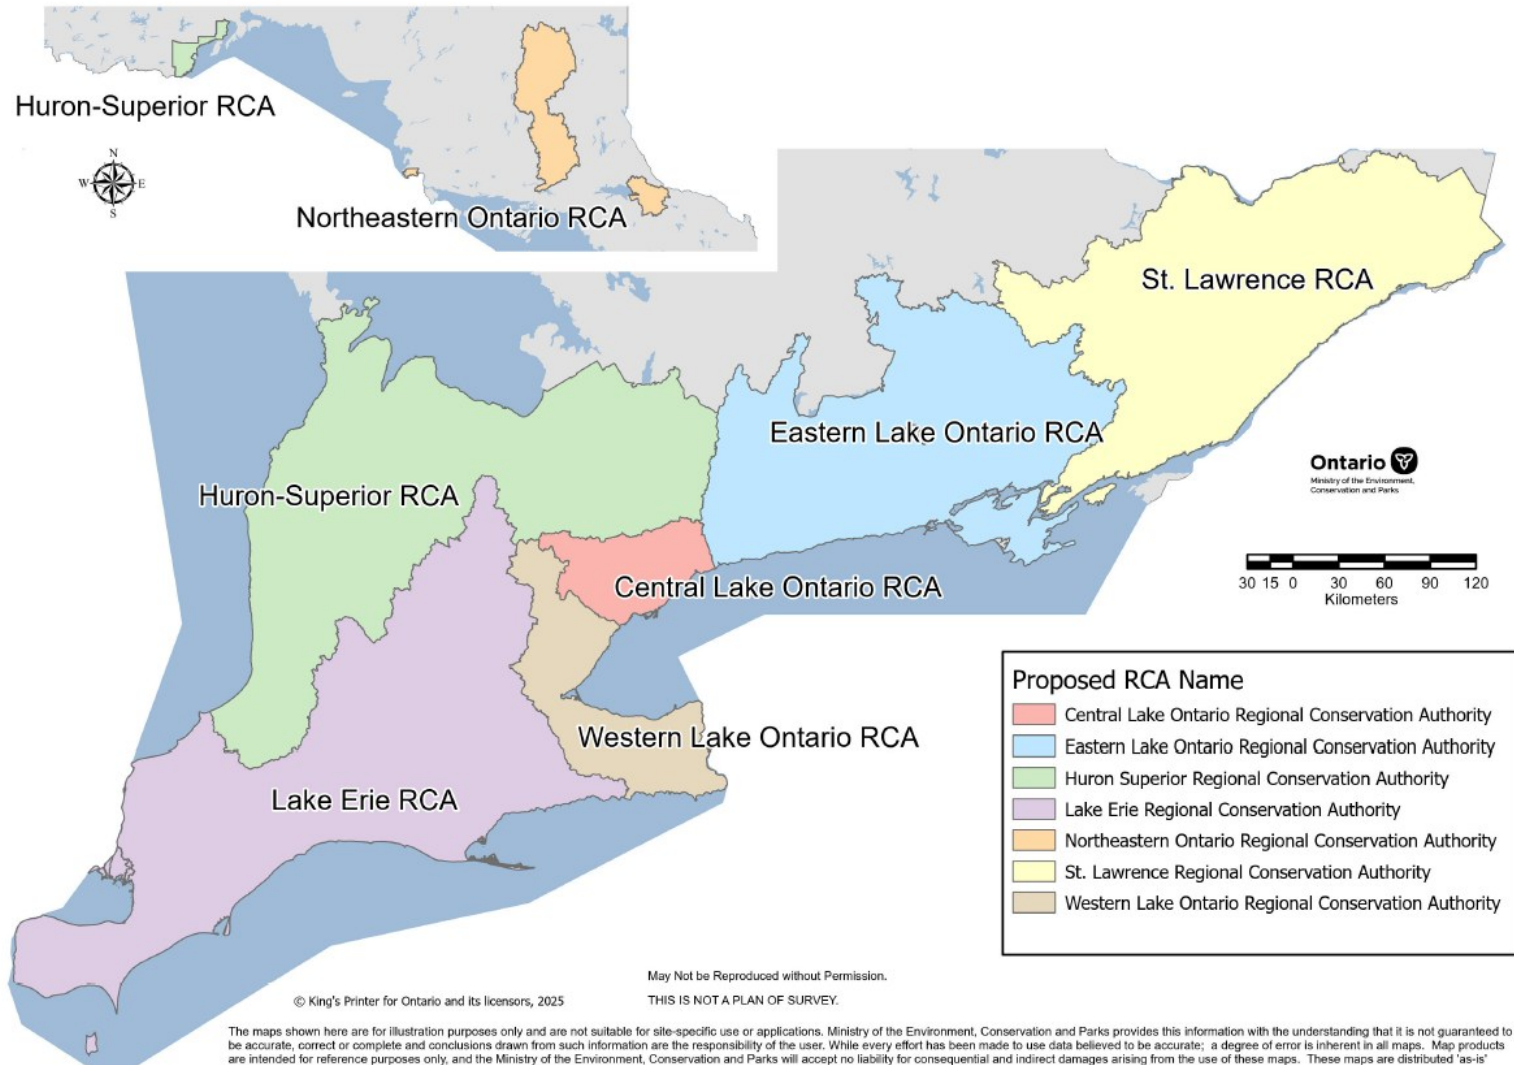 Huron-Superior RCA
N
W E
S
Northeastern Ontario RCA
St. Lawrence RCA
Eastern Lake Ontario RCA
Ontario
Ministry of the Environment,
Conservation and Parks
Huron-Superior RCA
Central Lake Ontario RCA
30 15 0 30 60 90 120
Kilometers
Western Lake Ontario RCA
Lake Erie RCA
Proposed RCA Name
Central Lake Ontario Regional Conservation Authority
Eastern Lake Ontario Regional Conservation Authority
Huron Superior Regional Conservation Authority
Lake Erie Regional Conservation Authority
Northeastern Ontario Regional Conservation Authority
St. Lawrence Regional Conservation Authority
Western Lake Ontario Regional Conservation Authority
May Not be Reproduced without Permission.
© King's Printer for Ontario and its licensors, 2025
THIS IS NOT A PLAN OF SURVEY.
The maps shown here are for illustration purposes only and are not suitable for site-specific use or applications. Ministry of the Environment, Conservation and Parks provides this information with the understanding that it is not guaranteed to
be accurate, correct or complete and conclusions drawn from such information are the responsibility of the user. While every effort has been made to use data believed to be accurate; a degree of error is inherent in all maps. Map products
are intended for reference purposes only, and the Ministry of the Environment, Conservation and Parks will accept no liability for consequential and indirect damages arising from the use of these maps. These maps are distributed 'as-is'